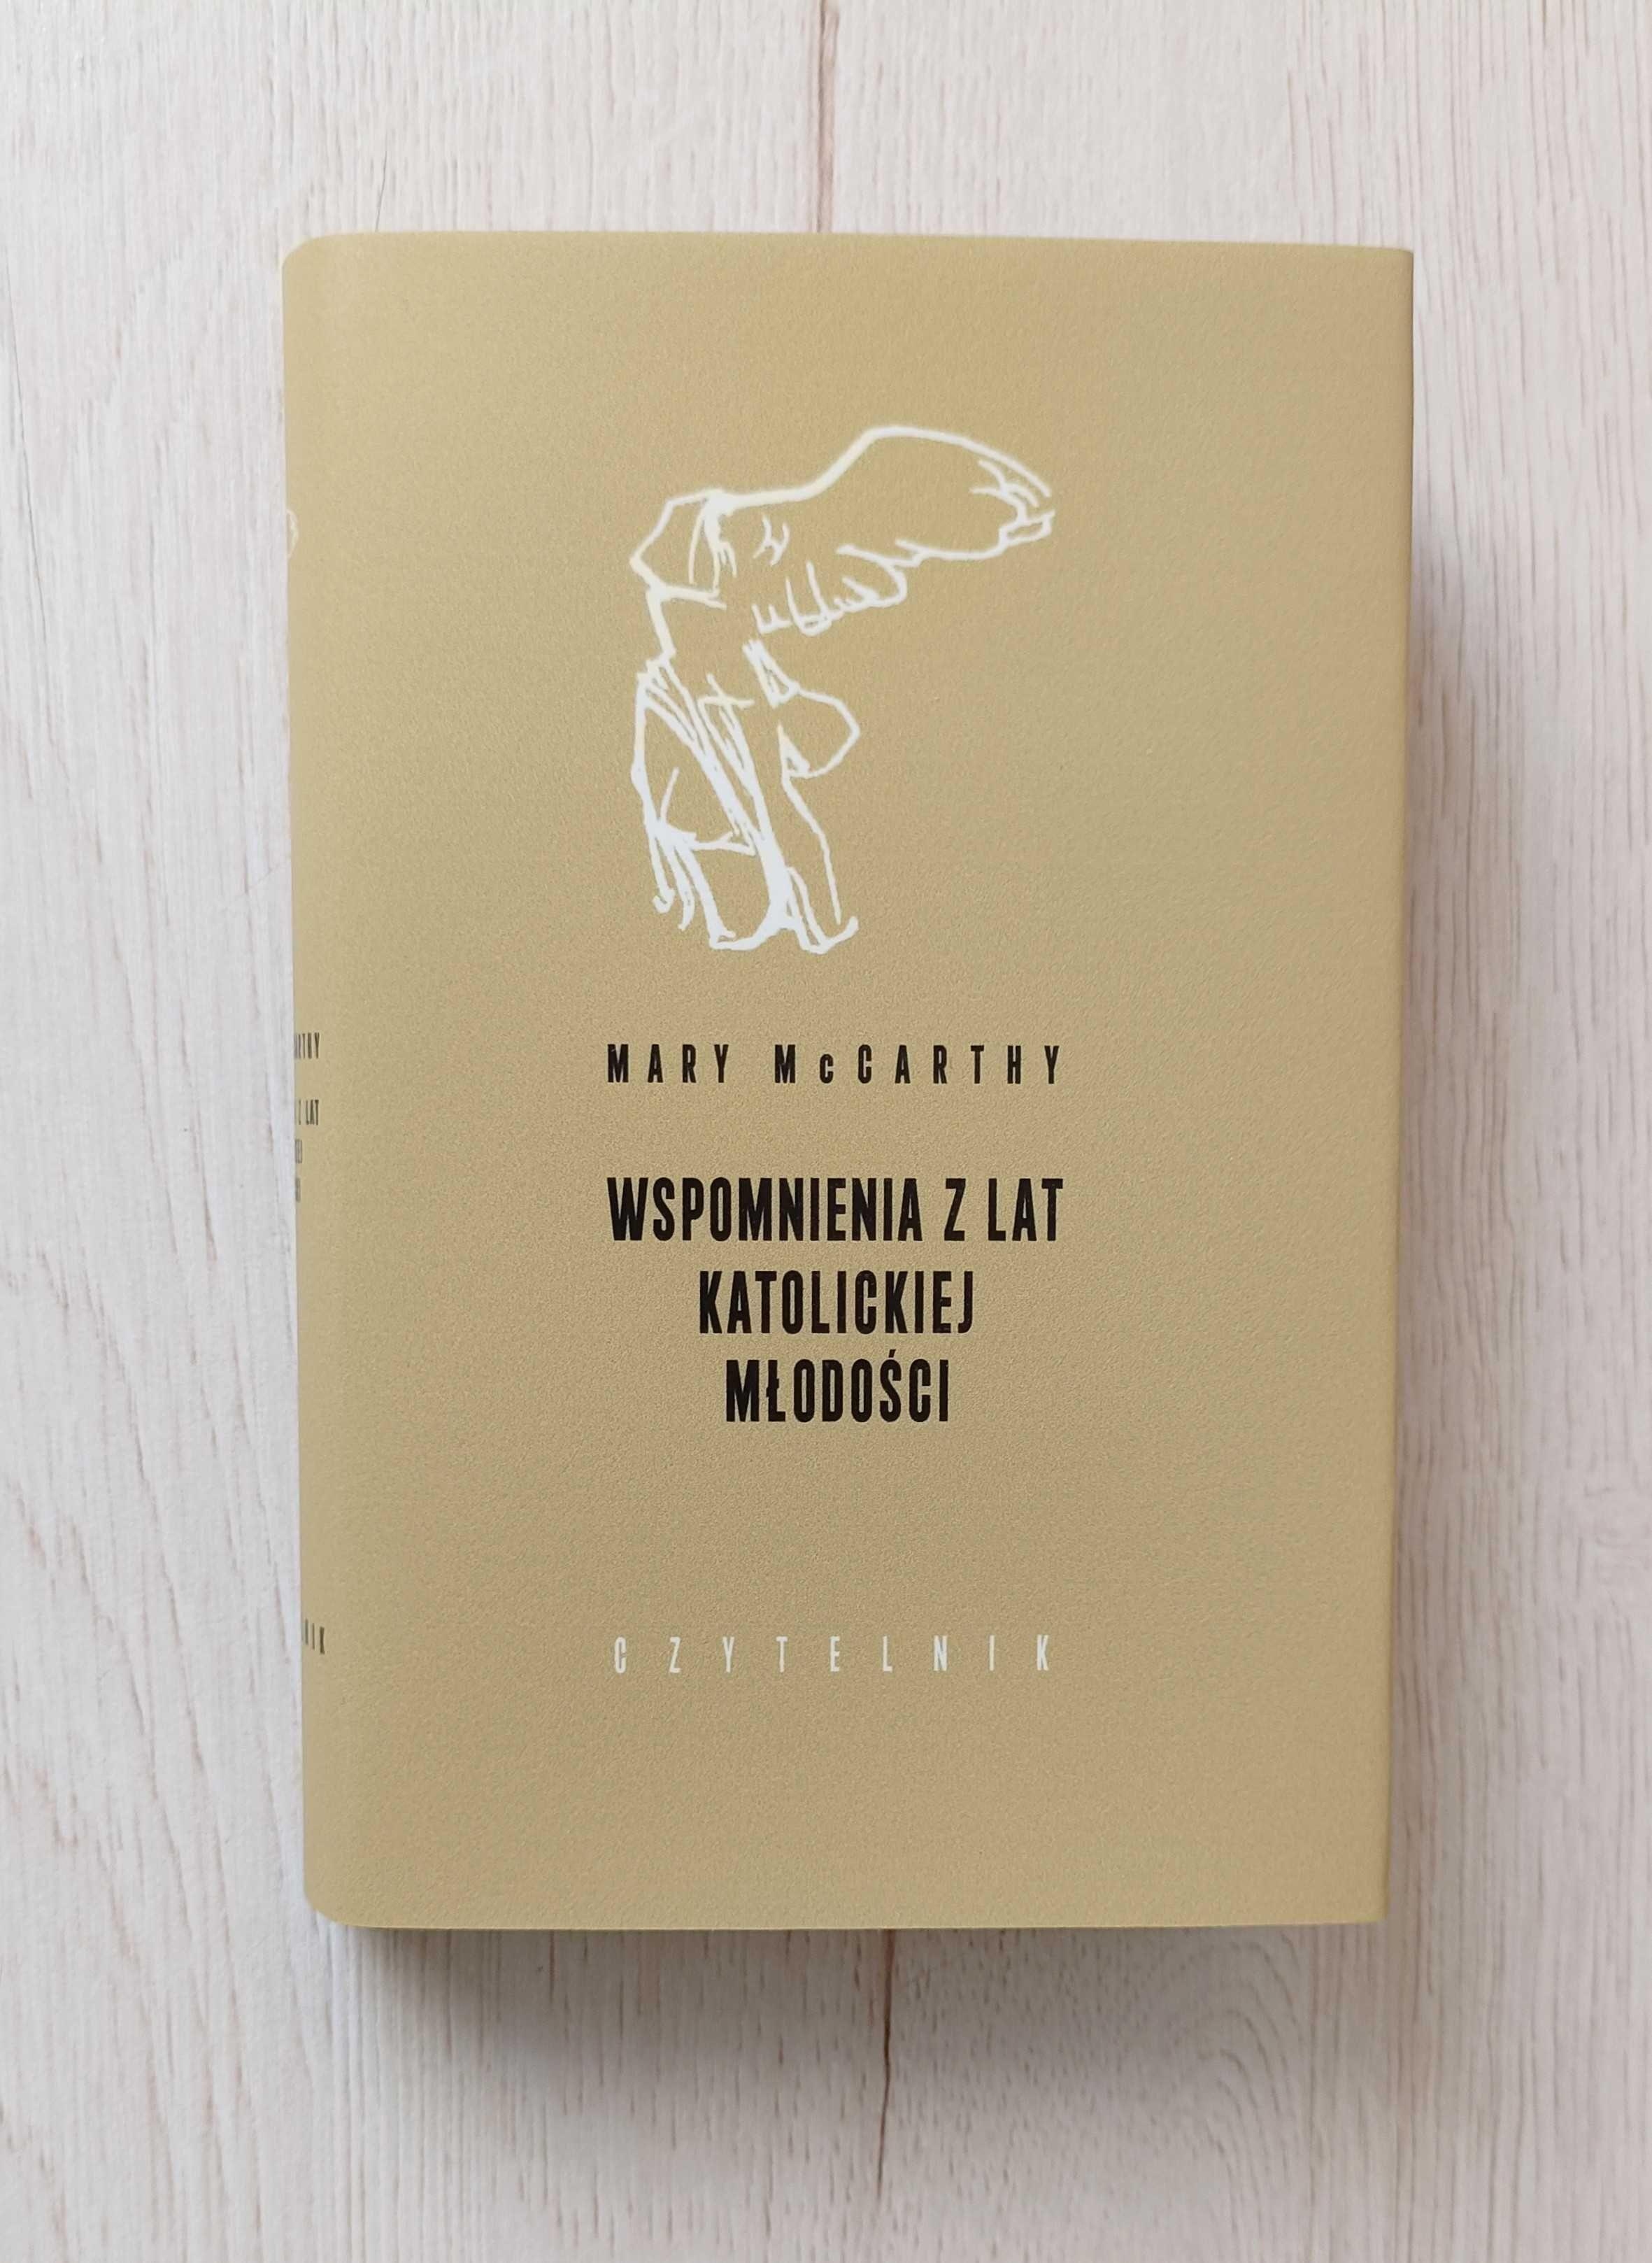 MARY McCARTHY
WSPOMNIENIA Z LAT
KATOLICKIEJ
MŁODOŚCI
CZYTELNIK